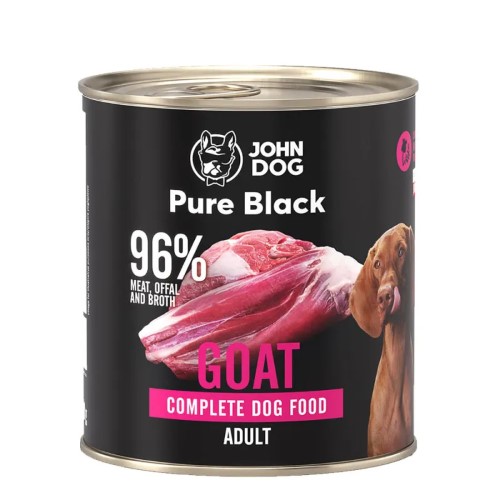 JOHN
DOG
Pure Black
96%
MEAT, OFFAL
AND BROTH
GOAT
COMPLETE DOG FOOD
ADULT